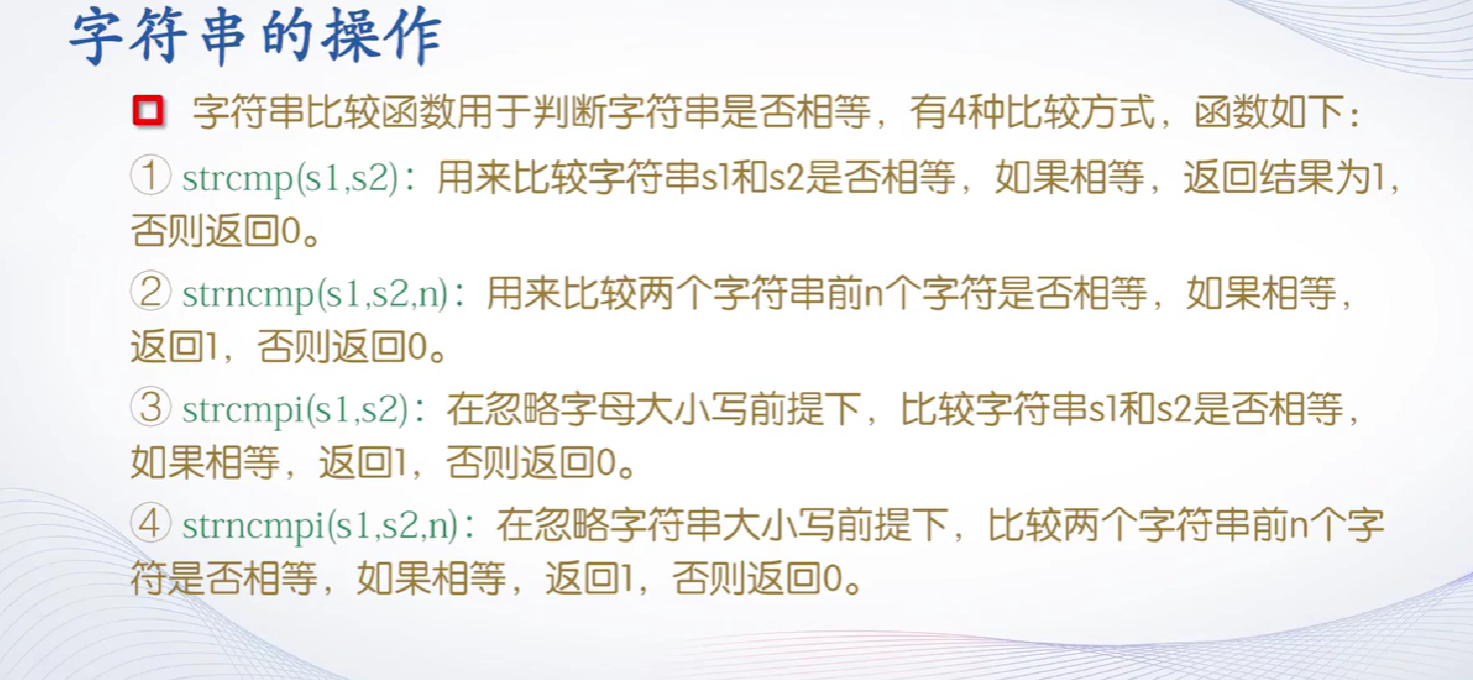 字符串的操作
字符串比较函数用于判断字符串是否相等，有4种比较方式，函数如下：
① strcmp(s1,s2)：用来比较字符串s1和s2是否相等，如果相等，返回结果为1，
否则返回0。
② strncmp(s1,s2,n)：用来比较两个字符串前n个字符是否相等，如果相等，
返回1，否则返回0。
③ strcmpi(s1,s2)：在忽略字母大小写前提下，比较字符串s1和s2是否相等，
如果相等，返回1，否则返回0。
④ strncmpi(s1,s2,n)：在忽略字符串大小写前提下，比较两个字符串前n个字
符是否相等，如果相等，返回1，否则返回0。